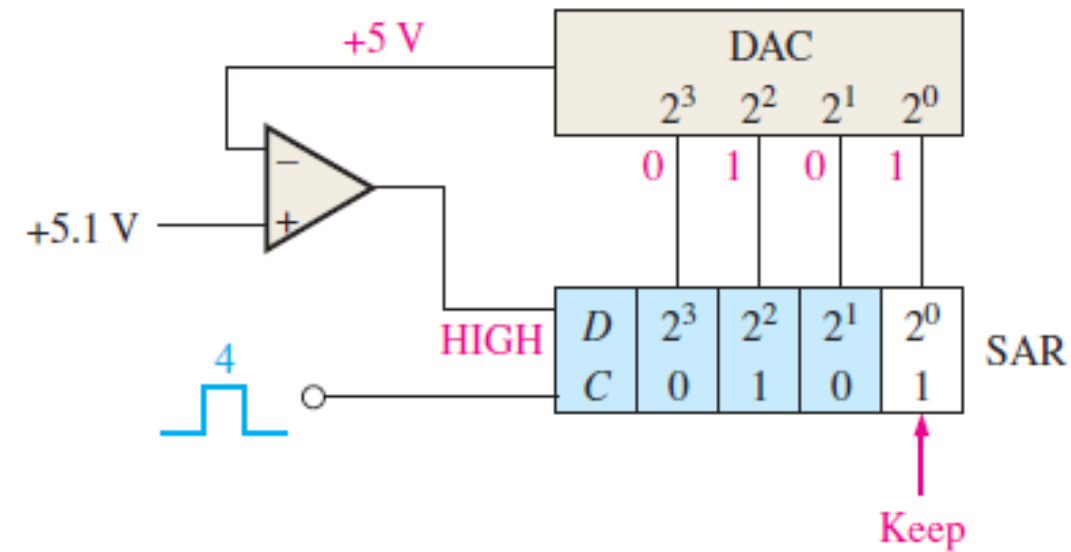 +5 V
DAC
2³ 2² 2¹ 2⁰
0 1 0 1
−
+5.1 V +
HIGH
D 2³ 2² 2¹ 2⁰
SAR
4
C 0 1 0 1
Keep